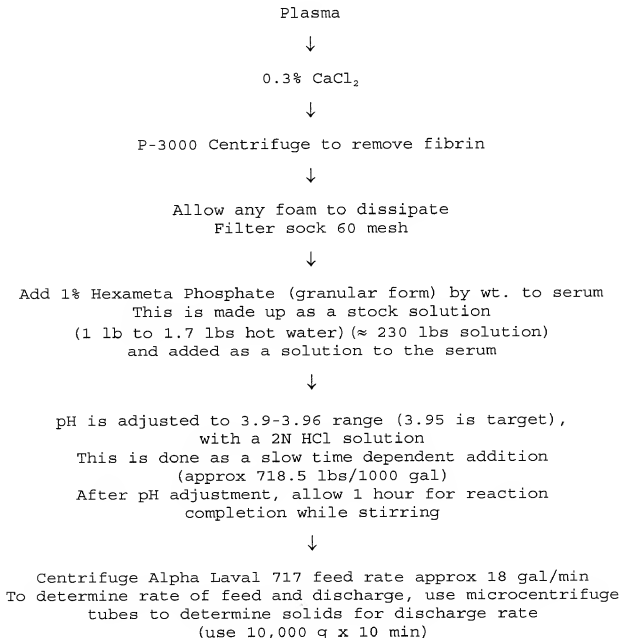 Plasma
↓
0.3% CaCl₂
↓
P-3000 Centrifuge to remove fibrin
↓
Allow any foam to dissipate
Filter sock 60 mesh
↓
Add 1% Hexameta Phosphate (granular form) by wt. to serum
This is made up as a stock solution
(1 lb to 1.7 lbs hot water)(≈ 230 lbs solution)
and added as a solution to the serum
↓
pH is adjusted to 3.9-3.96 range (3.95 is target),
with a 2N HCl solution
This is done as a slow time dependent addition
(approx 718.5 lbs/1000 gal)
After pH adjustment, allow 1 hour for reaction
completion while stirring
↓
Centrifuge Alpha Laval 717 feed rate approx 18 gal/min
To determine rate of feed and discharge, use microcentrifuge
tubes to determine solids for discharge rate
(use 10,000 g x 10 min)